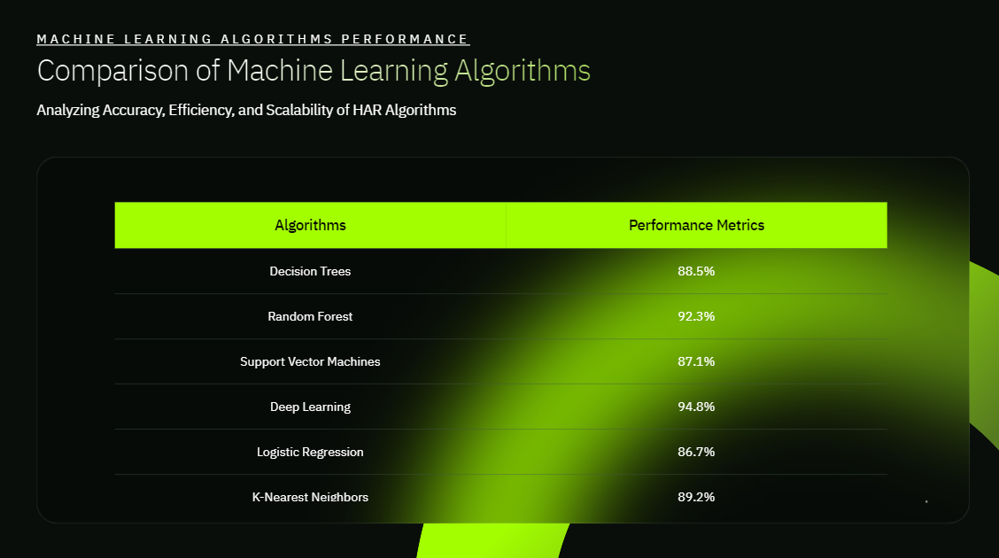 MACHINE LEARNING ALGORITHMS PERFORMANCE
Comparison of Machine Learning Algorithms
Analyzing Accuracy, Efficiency, and Scalability of HAR Algorithms
Algorithms Performance Metrics
Decision Trees 88.5%
Random Forest 92.3%
Support Vector Machines 87.1%
Deep Learning 94.8%
Logistic Regression 86.7%
K-Nearest Neighbors 89.2%